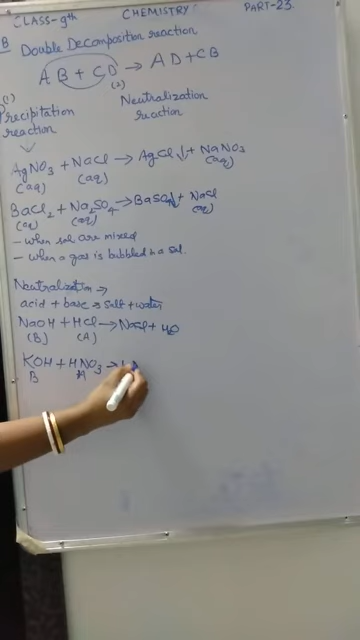 CLASS-9th CHEMISTRY PART-23.
B Double Decomposition reaction
AB + CD → AD + CB
(1) (2)
Precipitation reaction Neutralization reaction
AgNO3 + NaCl → AgCl↓ + NaNO3
(aq) (aq) (aq)
BaCl2 + Na2SO4 → BaSO4↓ + NaCl
(aq) (aq) (aq)
- when sol are mixed
- when a gas is bubbled in a sol.
Neutralization ⇒
acid + base → salt + water
NaOH + HCl → NaCl + H2O
(B) (A)
KOH + HNO3 →
B A